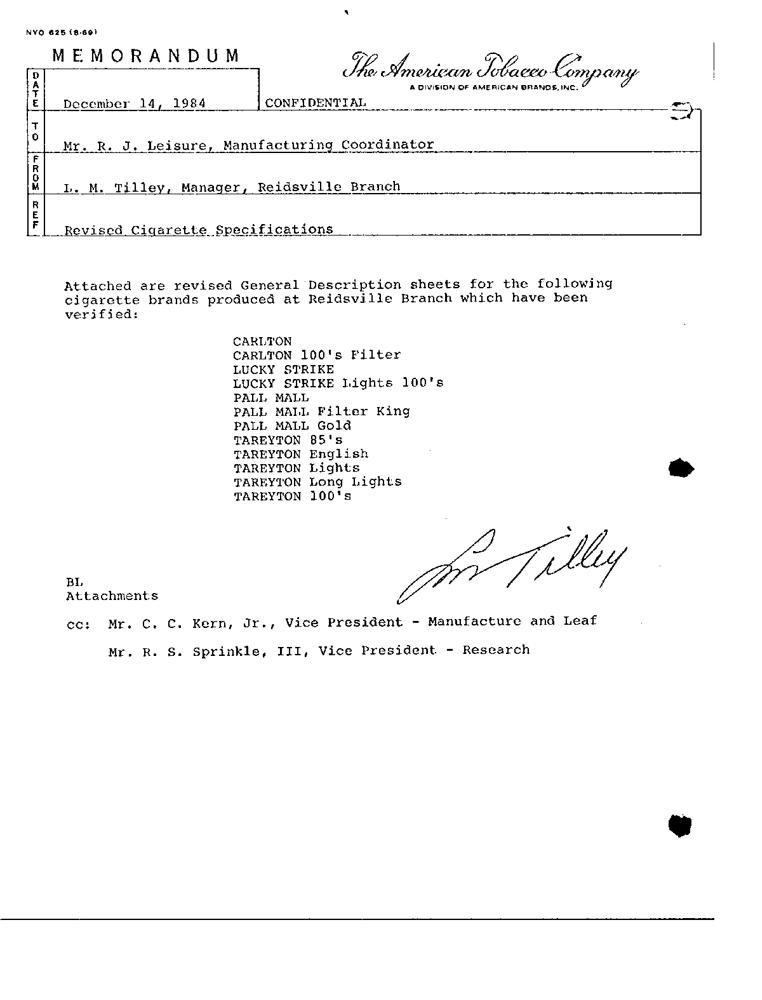 NYO 625 (8-69)
MEMORANDUM
The American Tobacco Company
A DIVISION OF AMERICAN BRANDS, INC.
DATE
December 14, 1984
CONFIDENTIAL
TO
Mr. R. J. Leisure, Manufacturing Coordinator
FROM
L. M. Tilley, Manager, Reidsville Branch
REF
Revised Cigarette Specifications
Attached are revised General Description sheets for the following
cigarette brands produced at Reidsville Branch which have been
verified:
CARLTON
CARLTON 100's Filter
LUCKY STRIKE
LUCKY STRIKE Lights 100's
PALL MALL
PALL MALL Filter King
PALL MALL Gold
TAREYTON 85's
TAREYTON English
TAREYTON Lights
TAREYTON Long Lights
TAREYTON 100's
LM Tilley
BL
Attachments
cc: Mr. C. C. Kern, Jr., Vice President - Manufacture and Leaf
Mr. R. S. Sprinkle, III, Vice President - Research